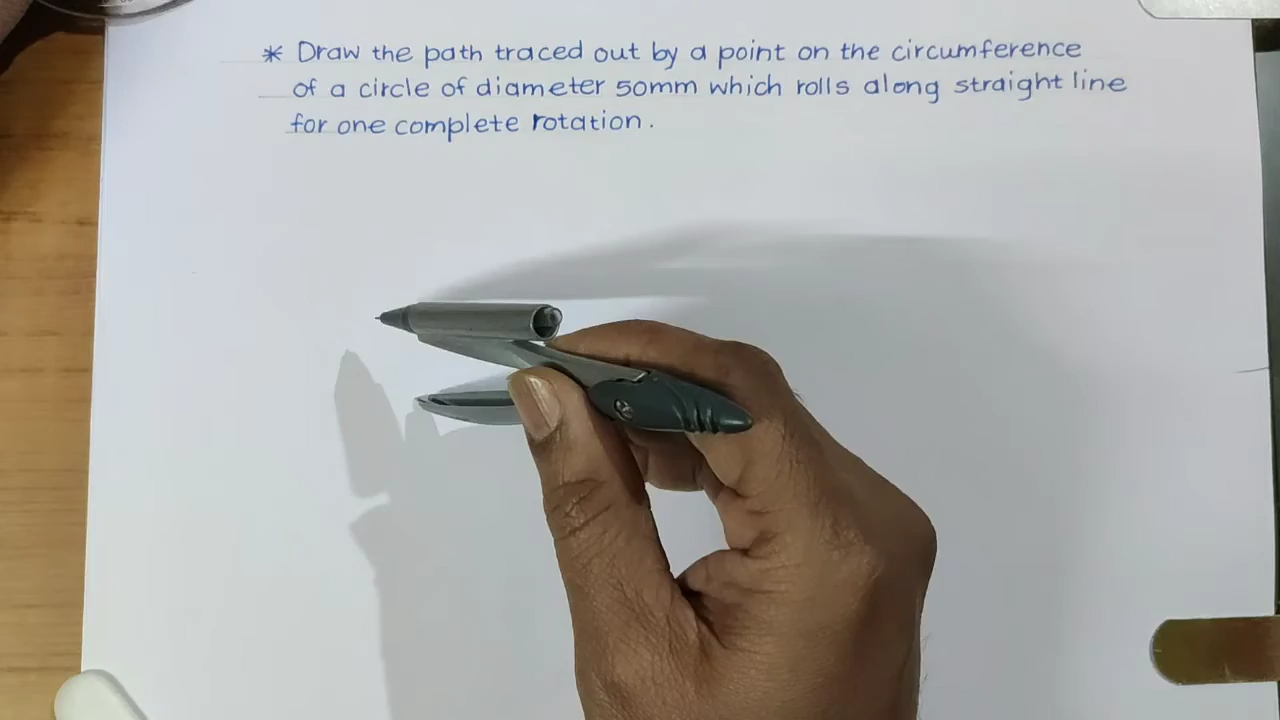 * Draw the path traced out by a point on the circumference
of a circle of diameter 50mm which rolls along straight line
for one complete rotation.